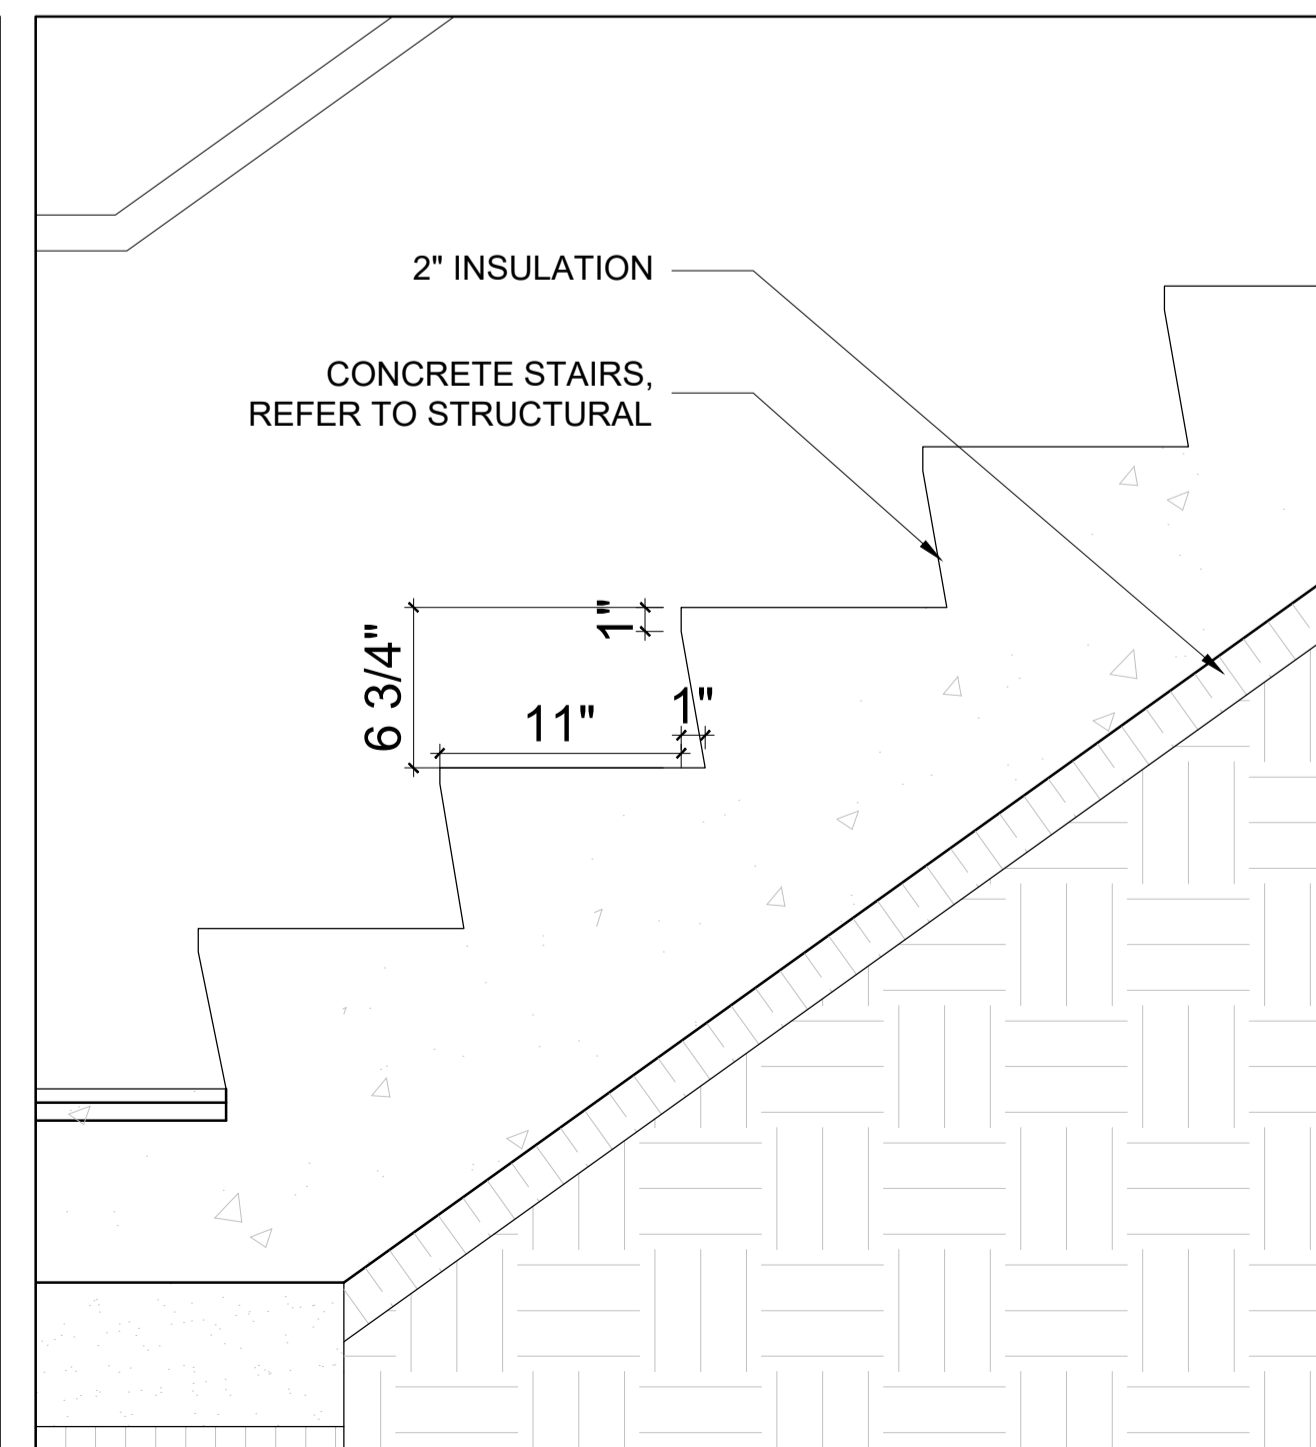 2" INSULATION
CONCRETE STAIRS,
REFER TO STRUCTURAL
1"
6 3/4"
1"
11"